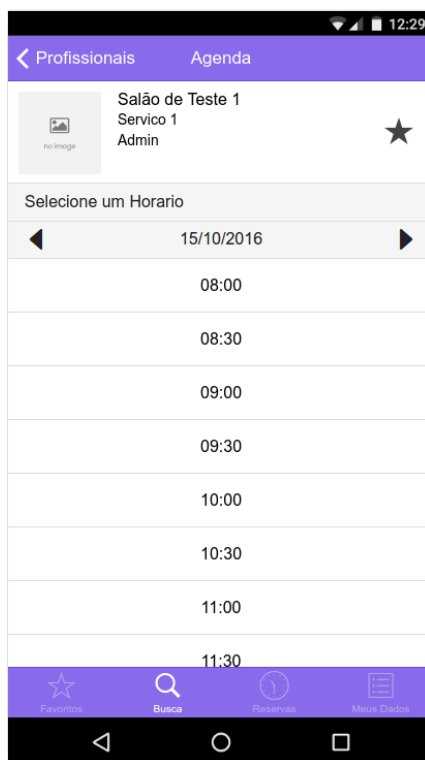 12:29
Profissionais Agenda
no image
Salão de Teste 1
Servico 1
Admin
Selecione um Horario
15/10/2016
08:00
08:30
09:00
09:30
10:00
10:30
11:00
11:30
Favoritos Busca Reservas Meus Dados